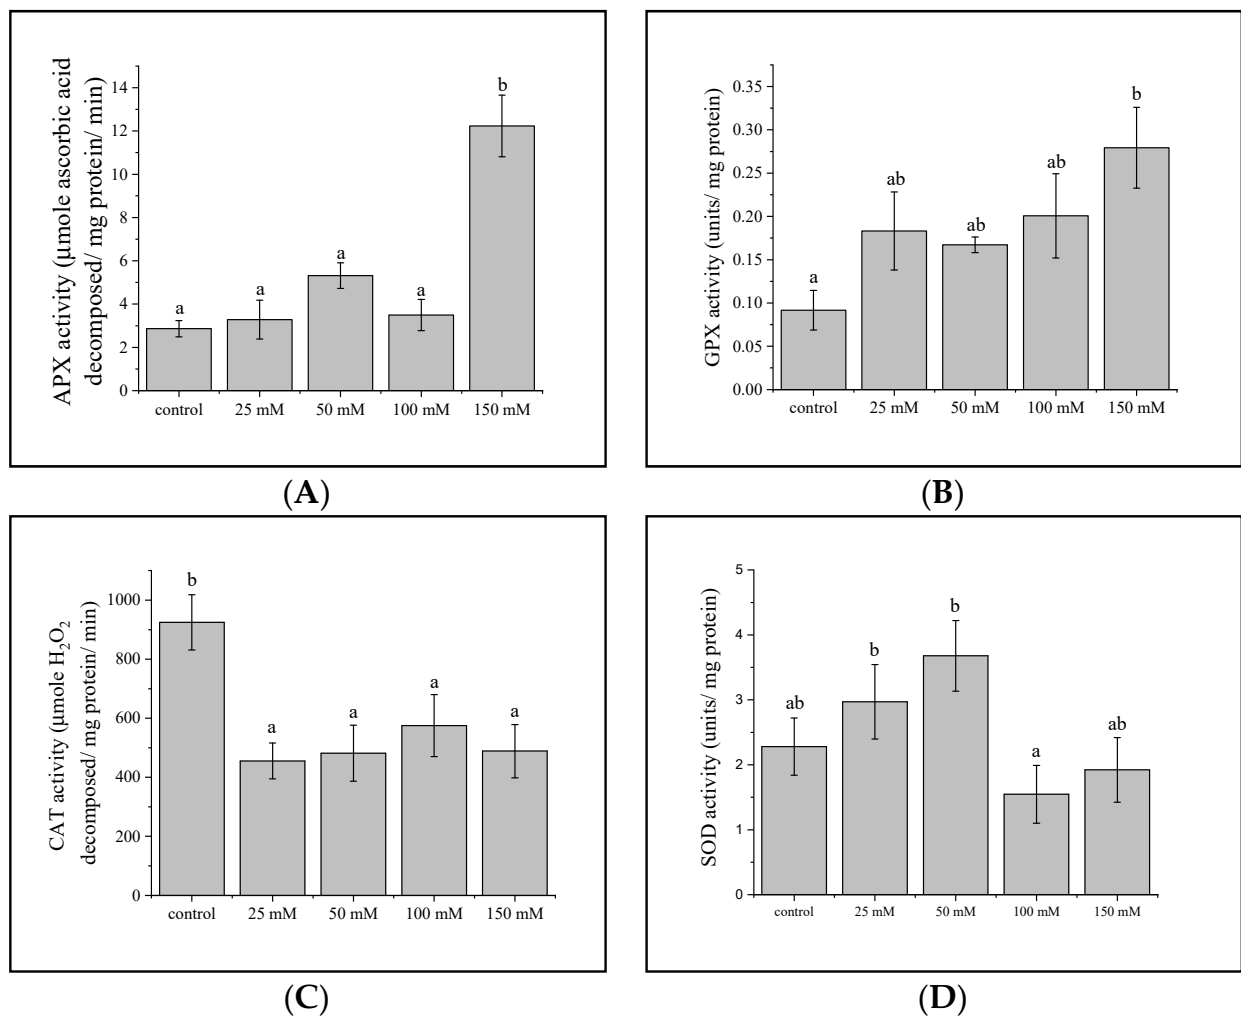 APX activity (μmole ascorbic acid
decomposed/ mg protein/ min)
14
12
10
8
6
4
2
0
a
a
a
a
b
control
25 mM
50 mM
100 mM
150 mM
(A)
GPX activity (units/ mg protein)
0.35
0.30
0.25
0.20
0.15
0.10
0.05
0.00
a
ab
ab
ab
b
control
25 mM
50 mM
100 mM
150 mM
(B)
CAT activity (μmole H₂O₂
decomposed/ mg protein/ min)
1000
800
600
400
200
0
b
a
a
a
a
control
25 mM
50 mM
100 mM
150 mM
(C)
SOD activity (units/ mg protein)
5
4
3
2
1
0
ab
b
b
a
ab
control
25 mM
50 mM
100 mM
150 mM
(D)